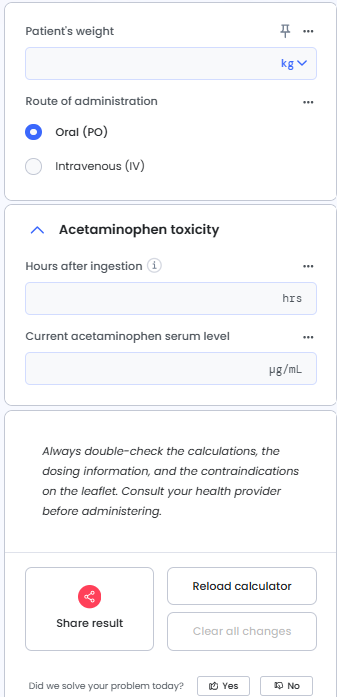 Patient's weight
kg
Route of administration
Oral (PO)
Intravenous (IV)
Acetaminophen toxicity
Hours after ingestion
hrs
Current acetaminophen serum level
µg/mL
Always double-check the calculations, the
dosing information, and the contraindications
on the leaflet. Consult your health provider
before administering.
Share result
Reload calculator
Clear all changes
Did we solve your problem today?
Yes
No